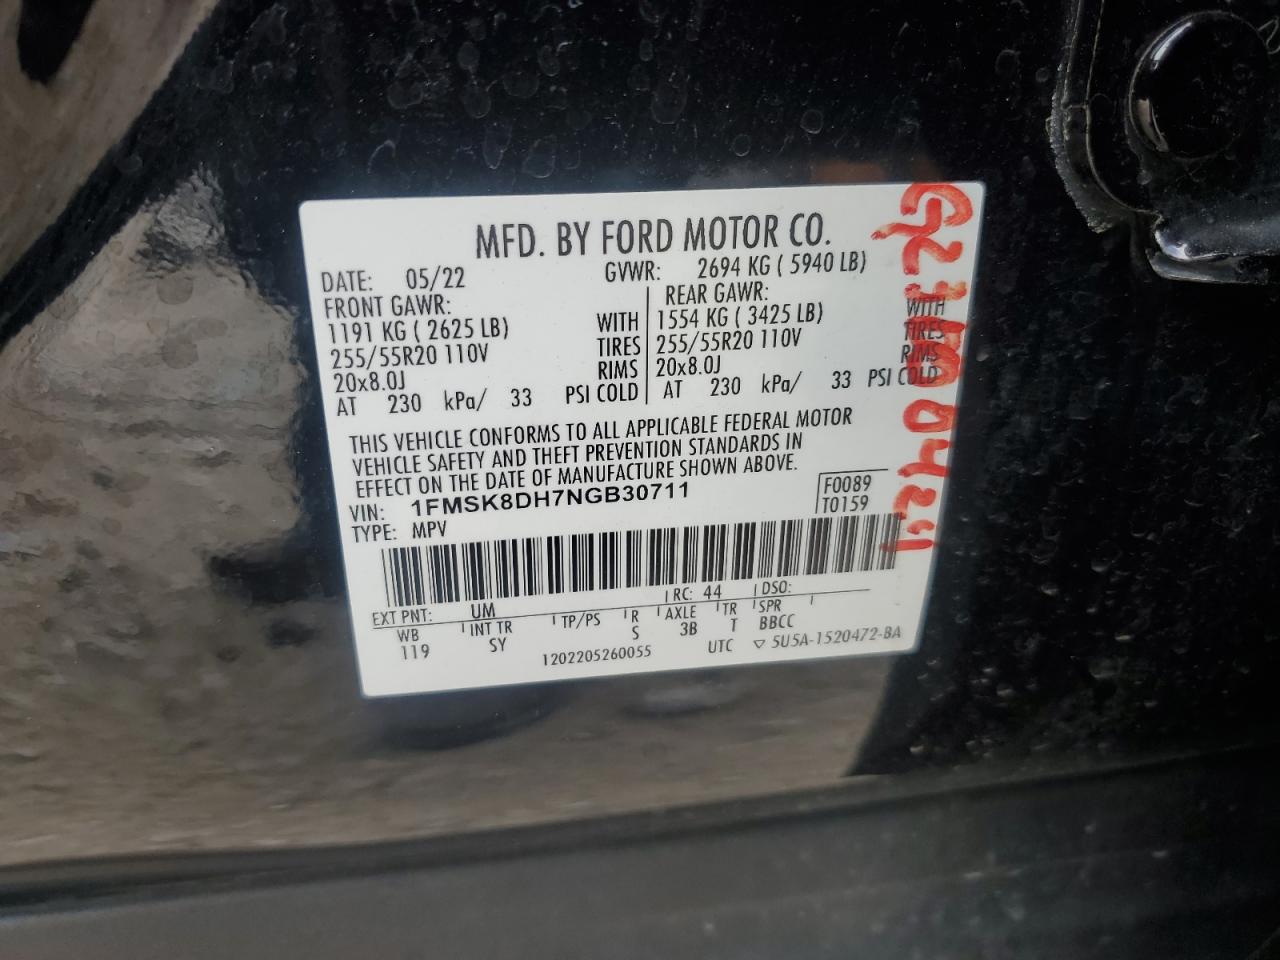 MFD. BY FORD MOTOR CO.
DATE: 05/22 GVWR: 2694 KG ( 5940 LB)
FRONT GAWR: REAR GAWR:
1191 KG ( 2625 LB) WITH 1554 KG ( 3425 LB) WITH
255/55R20 110V TIRES 255/55R20 110V TIRES
20x8.0J RIMS 20x8.0J RIMS
AT 230 kPa/ 33 PSI COLD AT 230 kPa/ 33 PSI COLD
THIS VEHICLE CONFORMS TO ALL APPLICABLE FEDERAL MOTOR
VEHICLE SAFETY AND THEFT PREVENTION STANDARDS IN
EFFECT ON THE DATE OF MANUFACTURE SHOWN ABOVE.
VIN: 1FMSK8DH7NGB30711 F0089
TYPE: MPV T0159
EXT PNT: UM RC: 44 DSO:
WB INT TR TP/PS R AXLE TR SPR
119 SY S 3B T BBCC
1202205260055 UTC ▽ 5U5A-1520472-BA